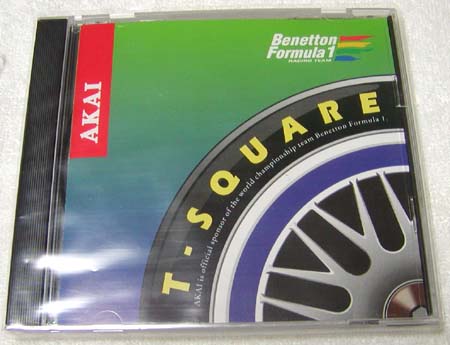 AKAI
Benetton
Formula 1
RACING TEAM
T-SQUARE
AKAI is official sponsor of the world championship team Benetton Formula 1.